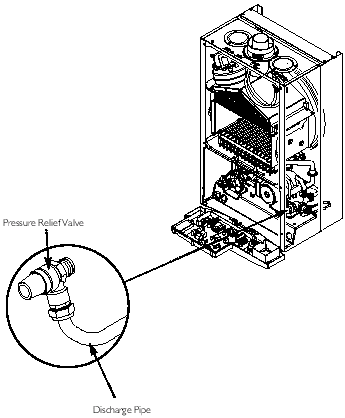 Pressure Relief Valve
Discharge Pipe